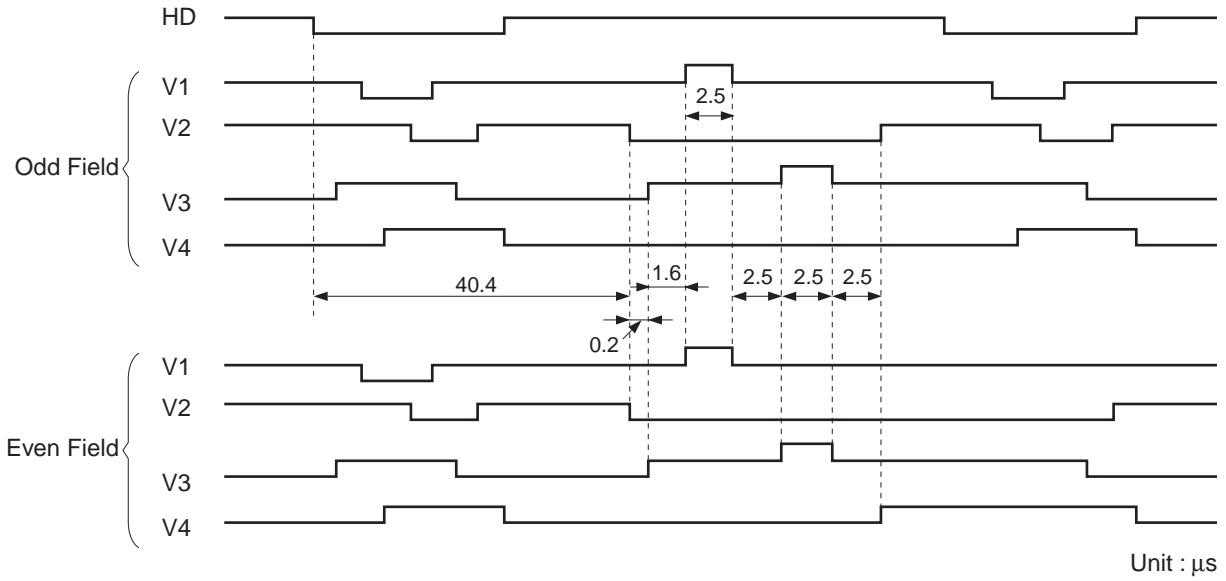 HD
V1
2.5
V2
Odd Field
V3
V4
1.6
2.5 2.5 2.5
40.4
0.2
V1
V2
Even Field
V3
V4
Unit : μs